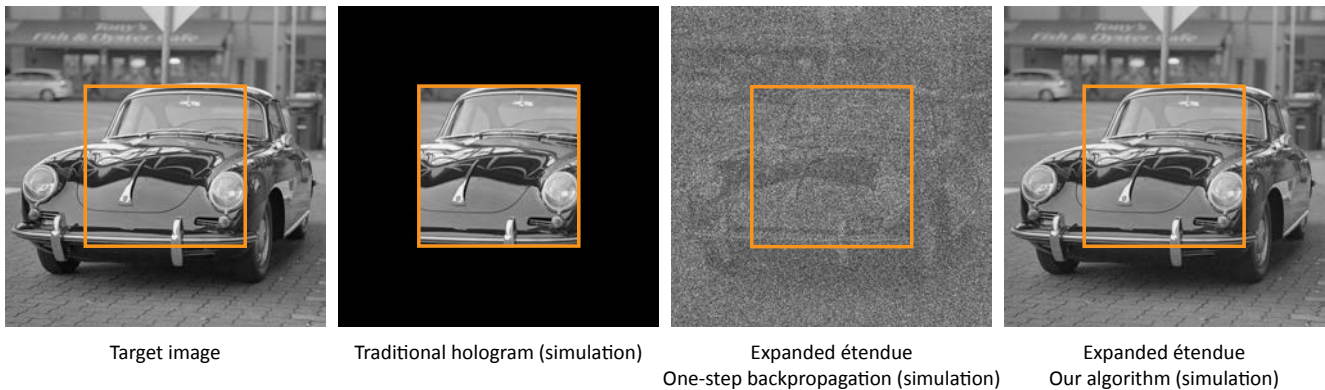 Tony's
Fish & Oyster Cafe
Tony's
Fish & Oyster Cafe
Target image
Traditional hologram (simulation)
Expanded étendue
One-step backpropagation (simulation)
Expanded étendue
Our algorithm (simulation)